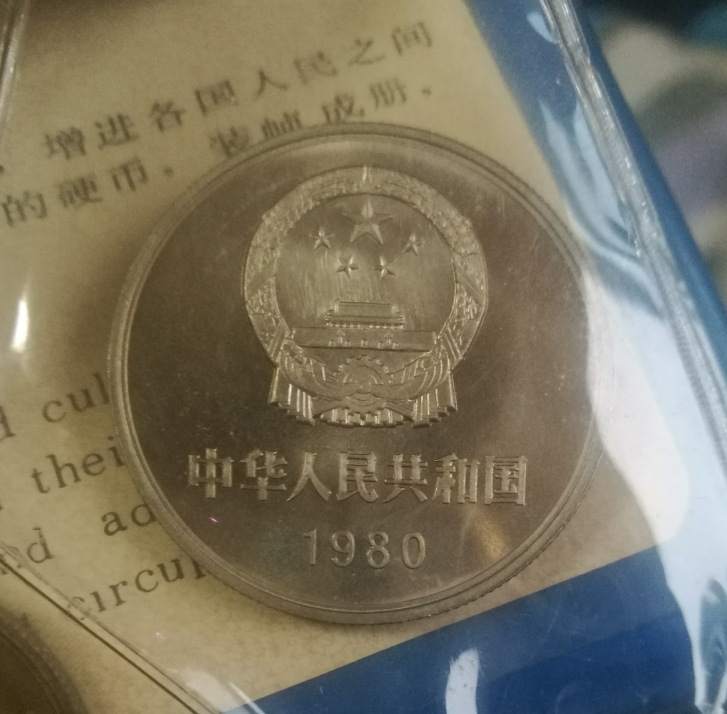 增进各国人民之间
的硬币。装帧成册.
中华人民共和国
1980
d cul
thei
nd ad
circu